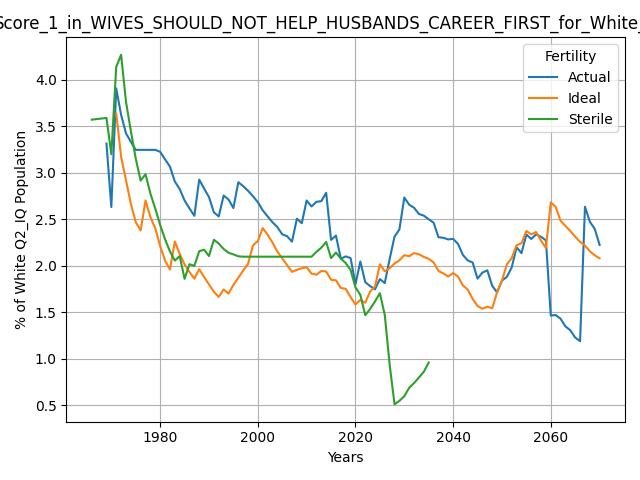 Score_1_in_WIVES_SHOULD_NOT_HELP_HUSBANDS_CAREER_FIRST_for_White_
Fertility
Actual
Ideal
Sterile
% of White Q2_IQ Population
4.0
3.5
3.0
2.5
2.0
1.5
1.0
0.5
1980
2000
2020
2040
2060
Years